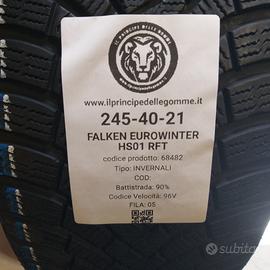 IL PRINCIPE DELLE GOMME
www.ilprincipedellegomme.it
245-40-21
FALKEN EUROWINTER
HS01 RFT
codice prodotto: 68482
Tipo: INVERNALI
COD:
Battistrada: 90%
Codice Velocità: 96V
FILA: 05
subito